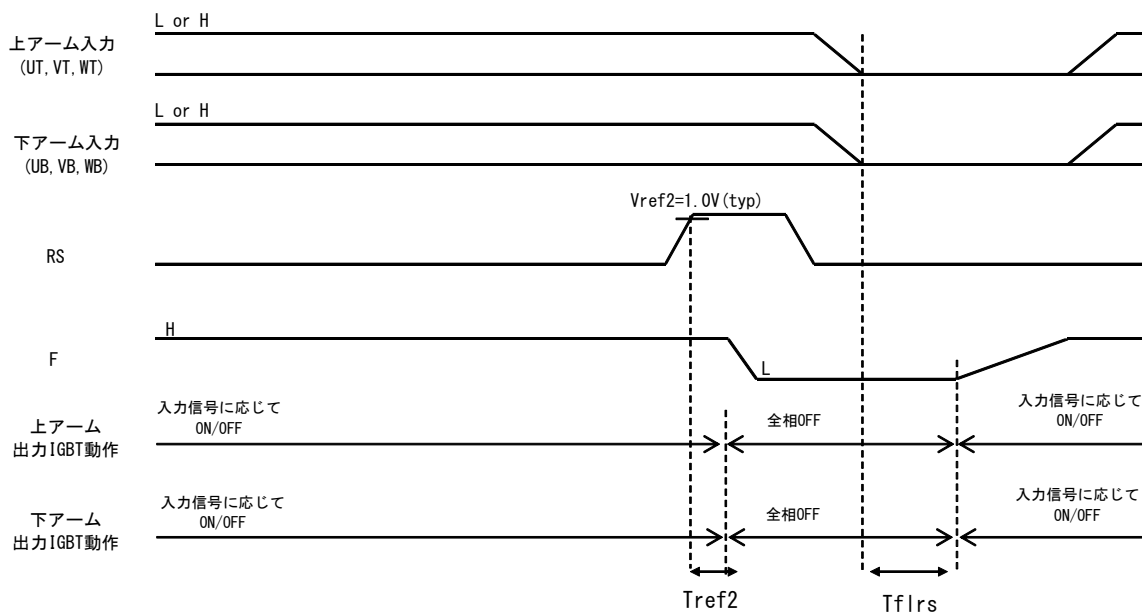 L or H
上アーム入力
(UT, VT, WT)
L or H
下アーム入力
(UB, VB, WB)
Vref2=1.0V(typ)
RS
H
F
L
入力信号に応じて
ON/OFF
全相OFF
入力信号に応じて
ON/OFF
上アーム
出力IGBT動作
入力信号に応じて
ON/OFF
全相OFF
入力信号に応じて
ON/OFF
下アーム
出力IGBT動作
Tref2
Tflrs